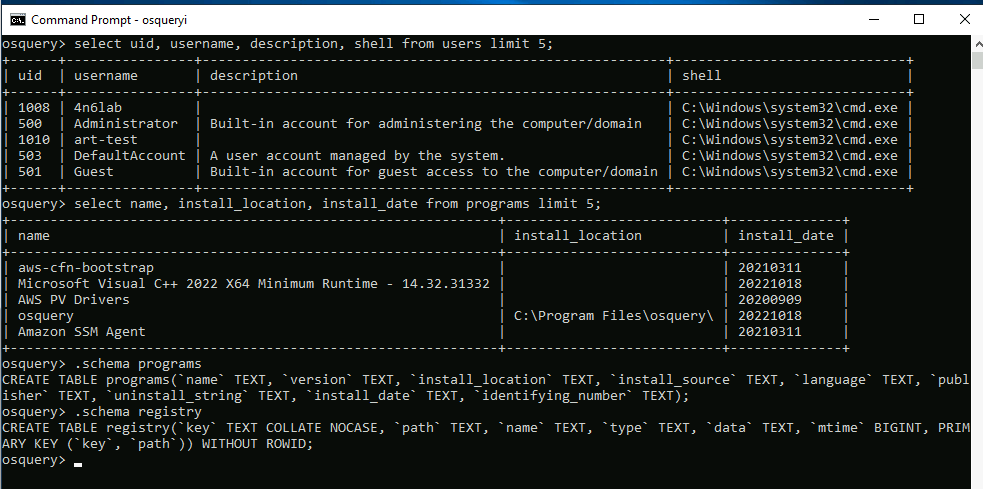 Command Prompt - osqueryi
osquery> select uid, username, description, shell from users limit 5;
+------+----------------+---------------------------------------------------------+-----------------------------+
| uid  | username       | description                                             | shell                       |
+------+----------------+---------------------------------------------------------+-----------------------------+
| 1008 | 4n6lab         |                                                         | C:\Windows\system32\cmd.exe |
| 500  | Administrator  | Built-in account for administering the computer/domain  | C:\Windows\system32\cmd.exe |
| 1010 | art-test       |                                                         | C:\Windows\system32\cmd.exe |
| 503  | DefaultAccount | A user account managed by the system.                   | C:\Windows\system32\cmd.exe |
| 501  | Guest          | Built-in account for guest access to the computer/domain | C:\Windows\system32\cmd.exe |
+------+----------------+---------------------------------------------------------+-----------------------------+
osquery> select name, install_location, install_date from programs limit 5;
+-------------------------------------------------------------+---------------------------+--------------+
| name                                                        | install_location          | install_date |
+-------------------------------------------------------------+---------------------------+--------------+
| aws-cfn-bootstrap                                           |                           | 20210311     |
| Microsoft Visual C++ 2022 X64 Minimum Runtime - 14.32.31332 |                           | 20221018     |
| AWS PV Drivers                                              |                           | 20200909     |
| osquery                                                     | C:\Program Files\osquery\ | 20221018     |
| Amazon SSM Agent                                            |                           | 20210311     |
+-------------------------------------------------------------+---------------------------+--------------+
osquery> .schema programs
CREATE TABLE programs(`name` TEXT, `version` TEXT, `install_location` TEXT, `install_source` TEXT, `language` TEXT, `publ
isher` TEXT, `uninstall_string` TEXT, `install_date` TEXT, `identifying_number` TEXT);
osquery> .schema registry
CREATE TABLE registry(`key` TEXT COLLATE NOCASE, `path` TEXT, `name` TEXT, `type` TEXT, `data` TEXT, `mtime` BIGINT, PRIM
ARY KEY (`key`, `path`)) WITHOUT ROWID;
osquery> _